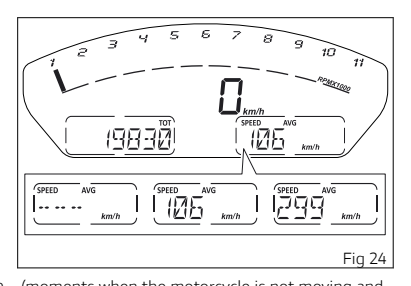 1 2 3 4 5 6 7 8 9 10 11
RPMX1000
0 km/h
TOT
19830
SPEED AVG
106 km/h
SPEED AVG
-- -- -- km/h
SPEED AVG
106 km/h
SPEED AVG
299 km/h
Fig 24
(moments when the motorcycle is not moving and